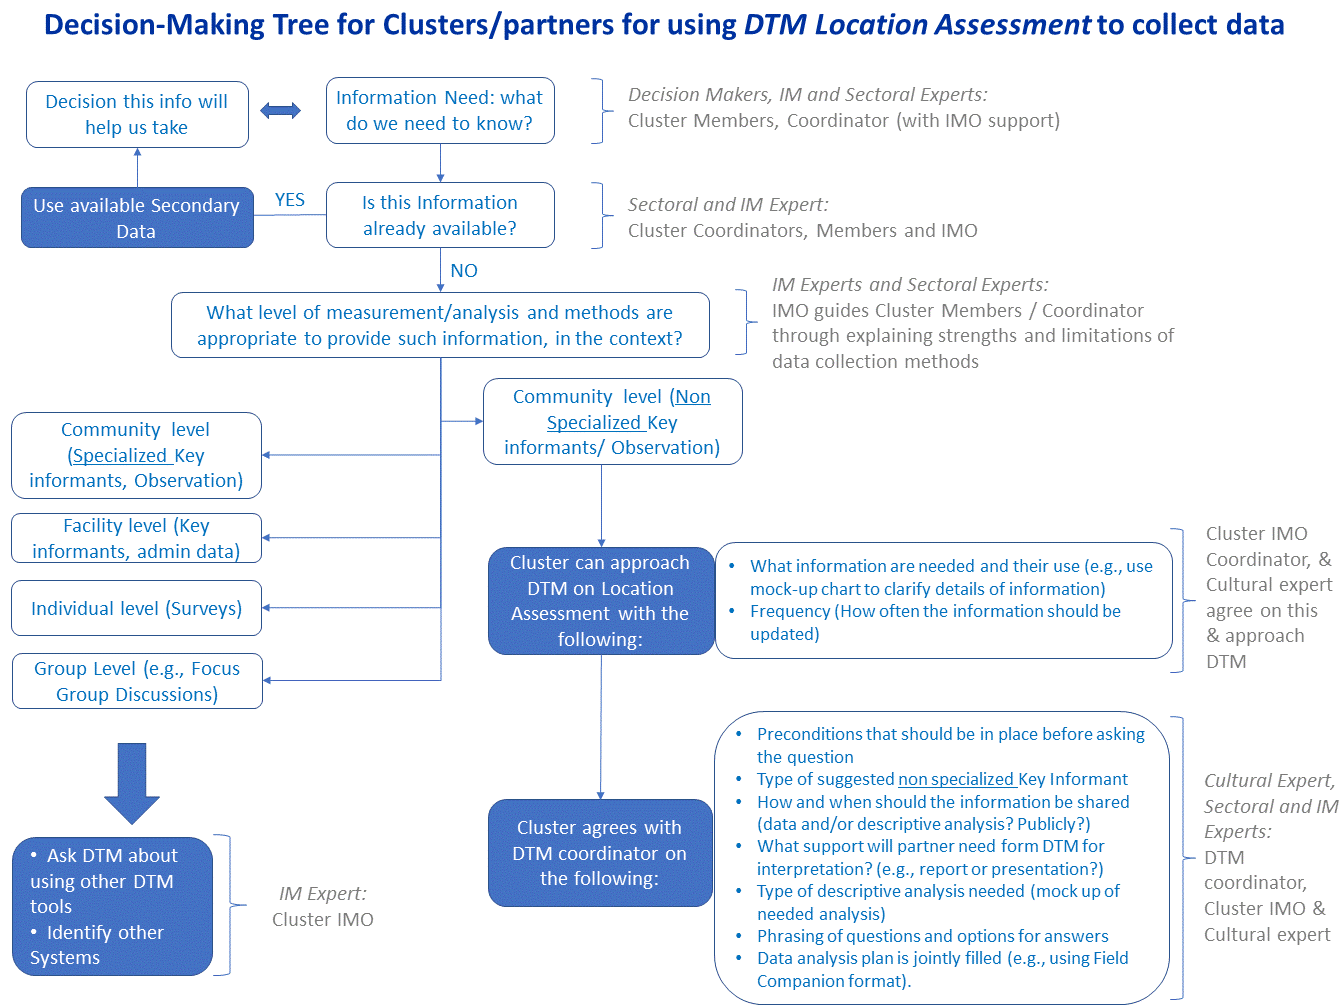 Decision-Making Tree for Clusters/partners for using DTM Location Assessment to collect data
Decision this info will
help us take
Information Need: what
do we need to know?
Decision Makers, IM and Sectoral Experts:
Cluster Members, Coordinator (with IMO support)
Use available Secondary
Data
YES
Is this Information
already available?
Sectoral and IM Expert:
Cluster Coordinators, Members and IMO
NO
What level of measurement/analysis and methods are
appropriate to provide such information, in the context?
IM Experts and Sectoral Experts:
IMO guides Cluster Members / Coordinator
through explaining strengths and limitations of
data collection methods
Community level (Non
Specialized Key
informants/ Observation)
Community level
(Specialized Key
informants, Observation)
Facility level (Key
informants, admin data)
Individual level (Surveys)
Group Level (e.g., Focus
Group Discussions)
Cluster can approach
DTM on Location
Assessment with the
following:
• What information are needed and their use (e.g., use
mock-up chart to clarify details of information)
• Frequency (How often the information should be
updated)
Cluster IMO
Coordinator, &
Cultural expert
agree on this
& approach
DTM
Cluster agrees with
DTM coordinator on
the following:
• Preconditions that should be in place before asking
the question
• Type of suggested non specialized Key Informant
• How and when should the information be shared
(data and/or descriptive analysis? Publicly?)
• What support will partner need form DTM for
interpretation? (e.g., report or presentation?)
• Type of descriptive analysis needed (mock up of
needed analysis)
• Phrasing of questions and options for answers
• Data analysis plan is jointly filled (e.g., using Field
Companion format).
Cultural Expert,
Sectoral and IM
Experts:
DTM
coordinator,
Cluster IMO &
Cultural expert
• Ask DTM about
using other DTM
tools
• Identify other
Systems
IM Expert:
Cluster IMO